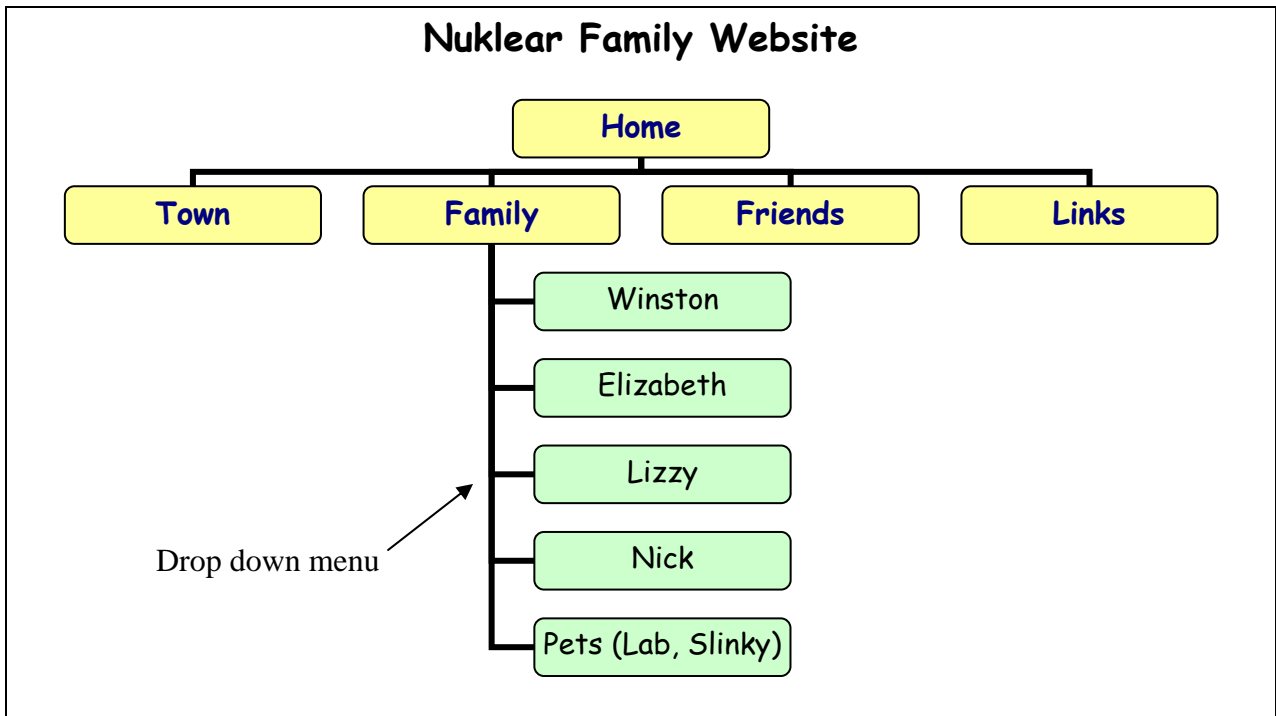 Nuklear Family Website
Home
Town
Family
Friends
Links
Winston
Elizabeth
Lizzy
Drop down menu
Nick
Pets (Lab, Slinky)